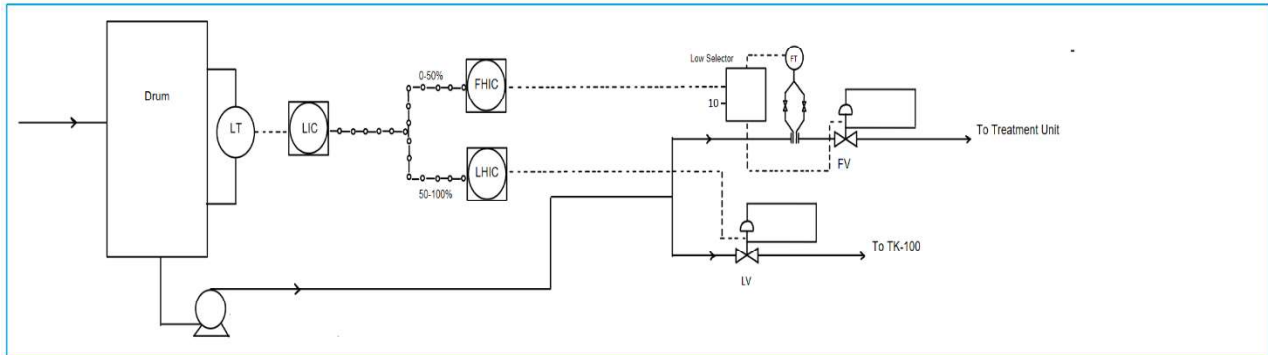 Drum
LT
LIC
0-50%
FHIC
50-100%
LHIC
Low Selector
10
FT
FV
To Treatment Unit
LV
To TK-100